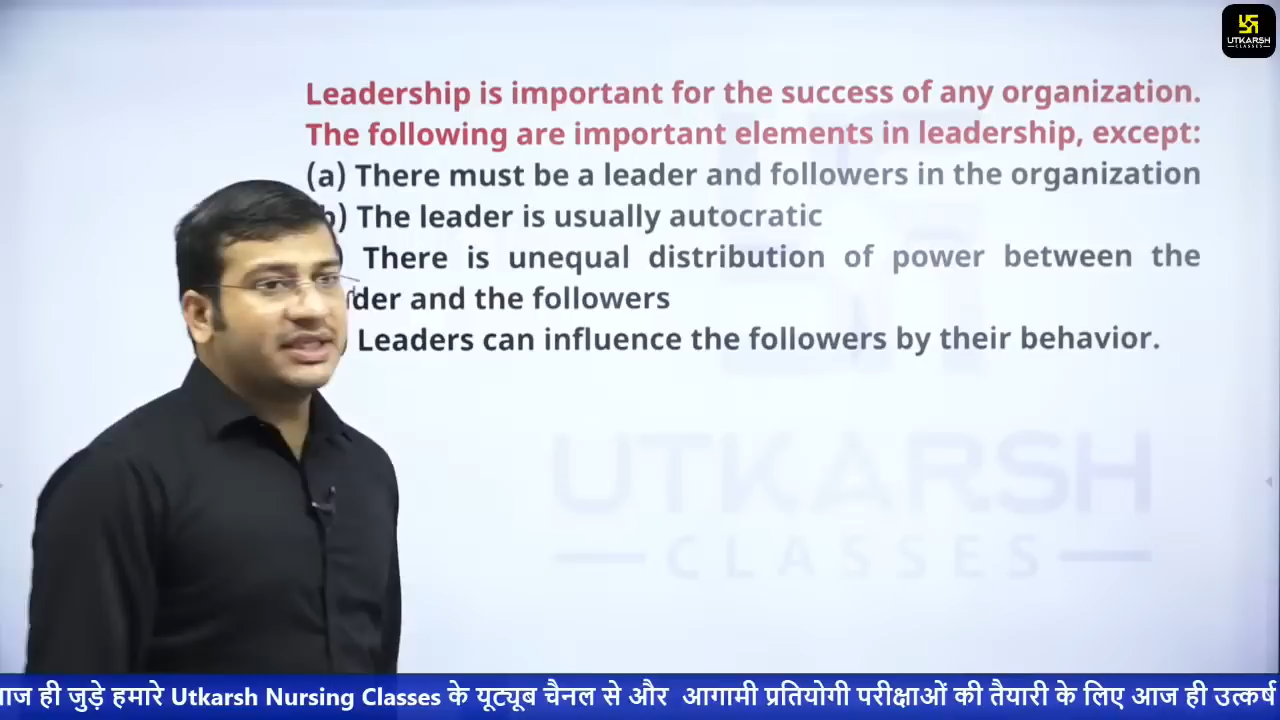 UTKARSH
CLASSES
Leadership is important for the success of any organization.
The following are important elements in leadership, except:
(a) There must be a leader and followers in the organization
b) The leader is usually autocratic
There is unequal distribution of power between the
der and the followers
Leaders can influence the followers by their behavior.
UTKARSH
CLASSES
आज ही जुड़े हमारे Utkarsh Nursing Classes के यूट्यूब चैनल से और आगामी प्रतियोगी परीक्षाओं की तैयारी के लिए आज ही उत्कर्ष